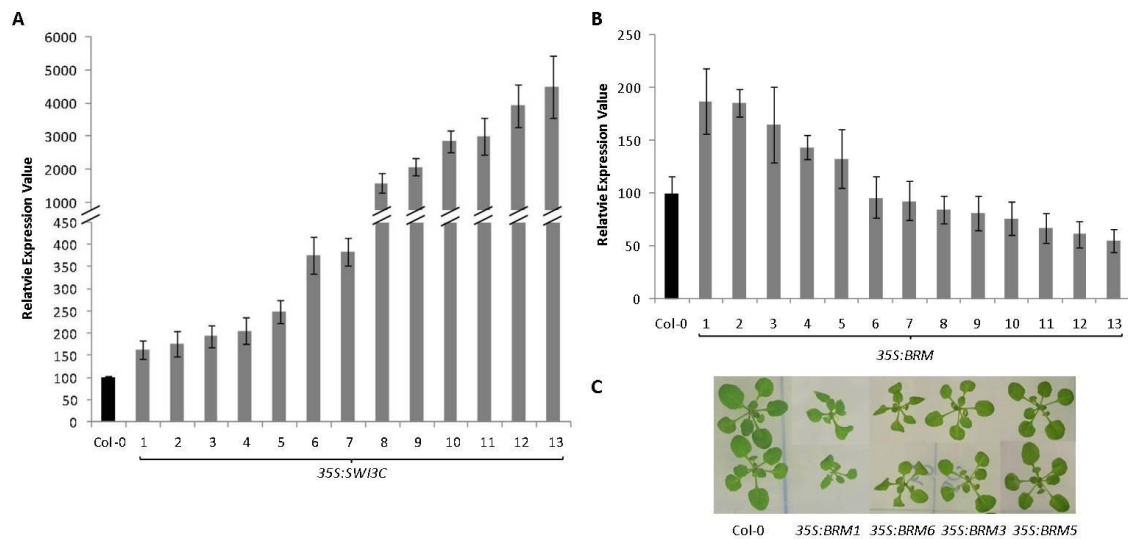 A
Relatvie Expression Value
6000
5000
4000
3000
2000
1000
450
400
350
300
250
200
150
100
50
0
Col-0 1 2 3 4 5 6 7 8 9 10 11 12 13
35S:SWI3C
B
Relatvie Expression Value
250
200
150
100
50
0
Col-0 1 2 3 4 5 6 7 8 9 10 11 12 13
35S:BRM
C
Col-0 35S:BRM1 35S:BRM6 35S:BRM3 35S:BRM5